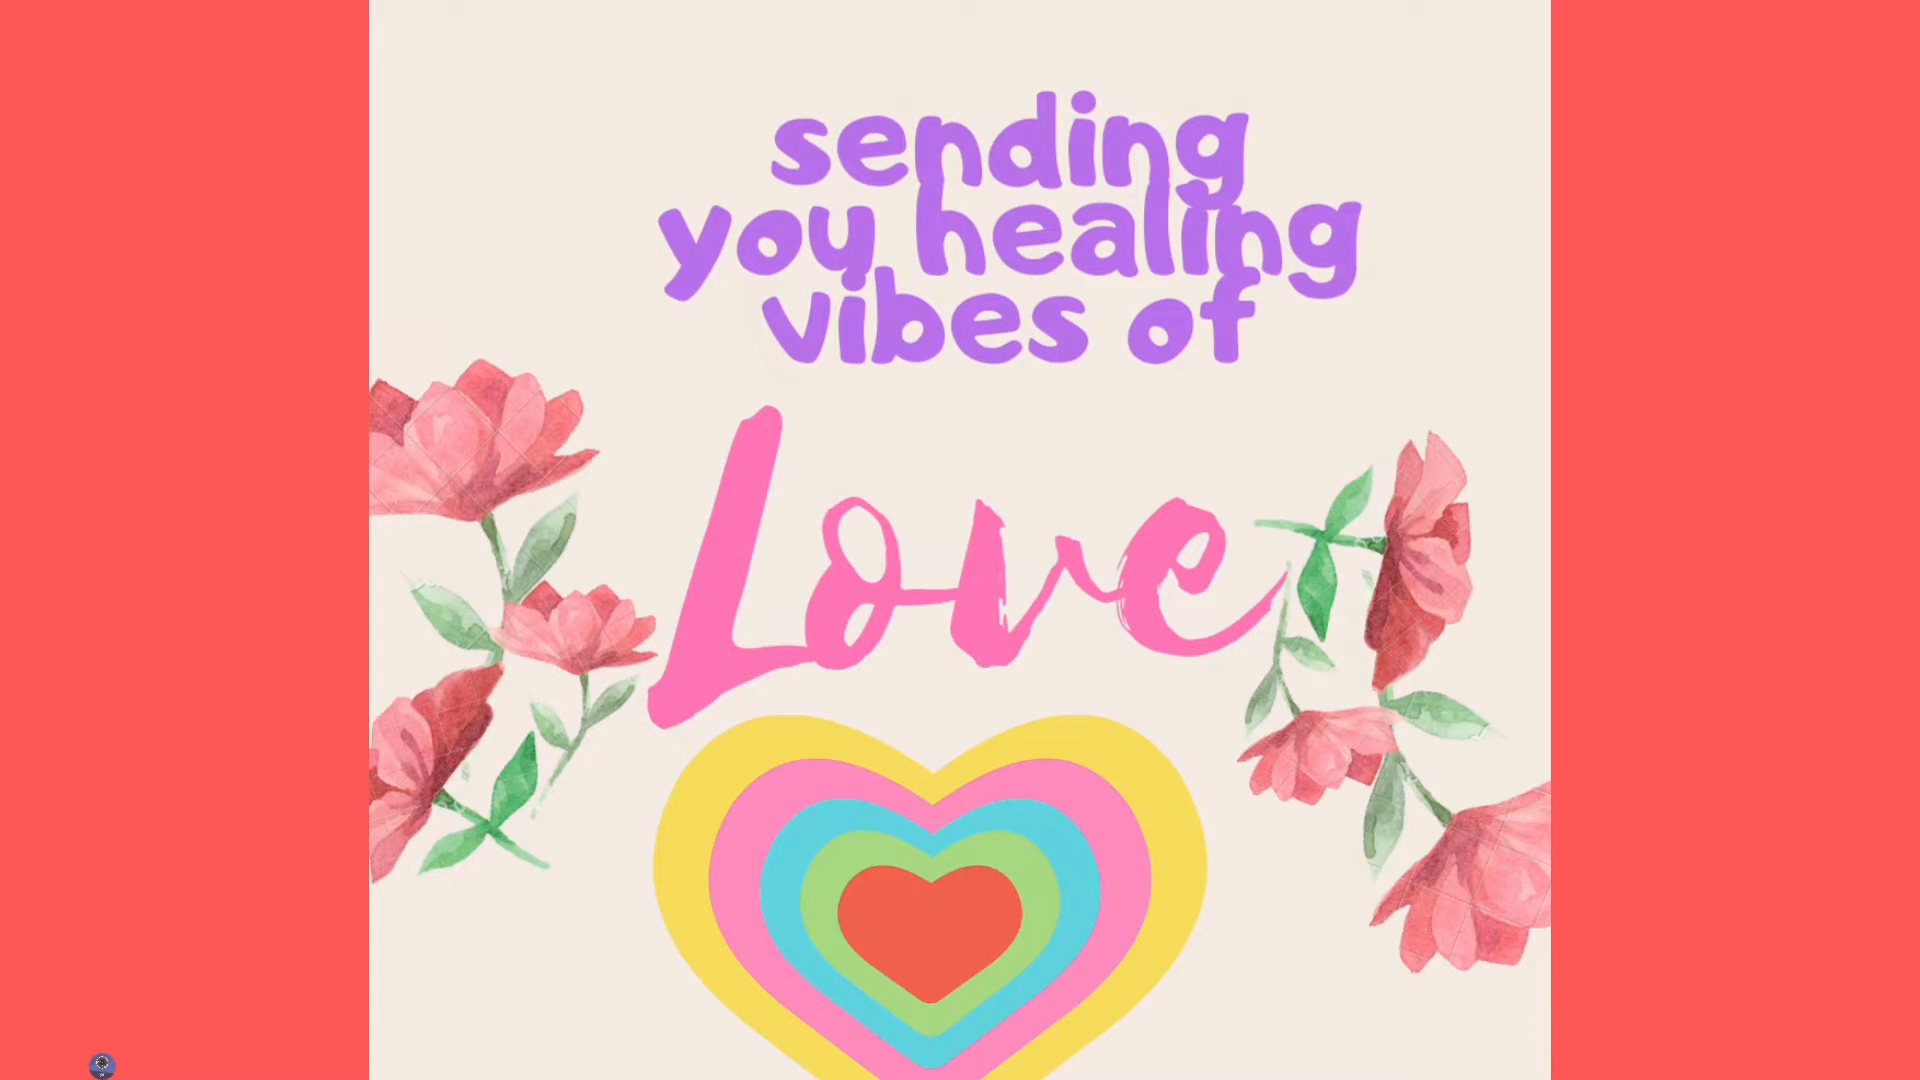 sending
you healing
vibes of
Love